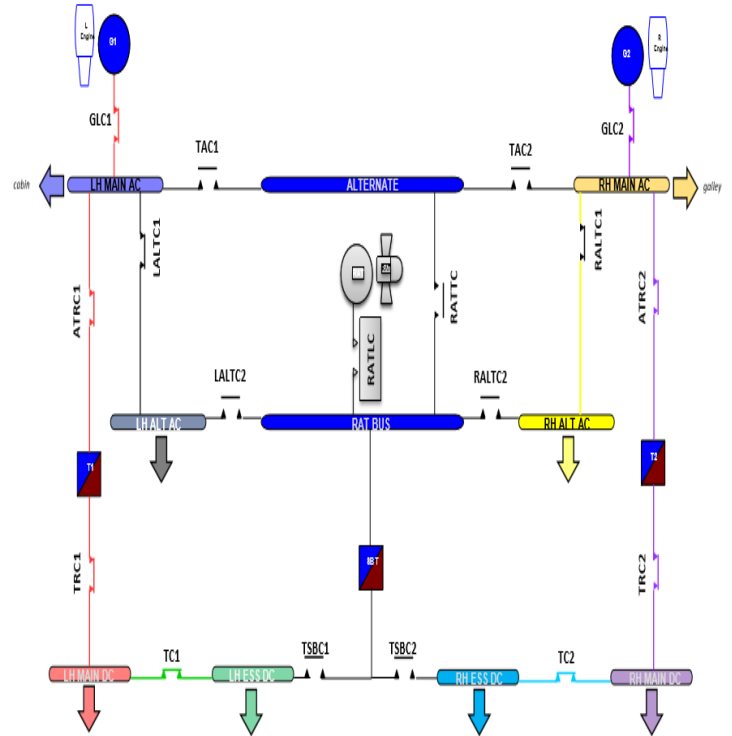 L
Engine
G1
G2
R
Engine
GLC1
GLC2
TAC1
TAC2
cabin
LH MAIN AC
ALTERNATE
RH MAIN AC
galley
LALTC1
RALTC1
ATRC1
RATTC
ATRC2
RATLC
LALTC2
RALTC2
LH ALT AC
RAT BUS
RH ALT AC
T1
T2
TRC1
TRC2
TC1
TSBC1
TSBC2
TC2
LH MAIN DC
LH ESS DC
RH ESS DC
RH MAIN DC